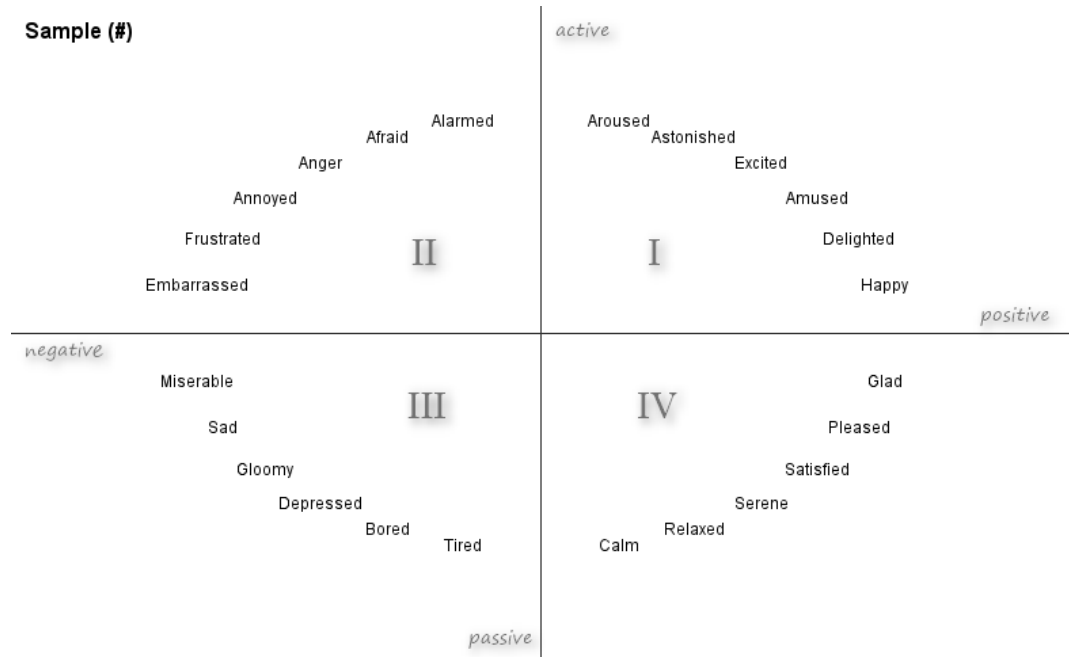 Sample (#)
active
Alarmed
Aroused
Afraid
Astonished
Anger
Excited
Annoyed
Amused
Frustrated
II
I
Delighted
Embarrassed
Happy
positive
negative
Miserable
III
IV
Glad
Sad
Pleased
Gloomy
Satisfied
Depressed
Serene
Bored
Relaxed
Tired
Calm
passive